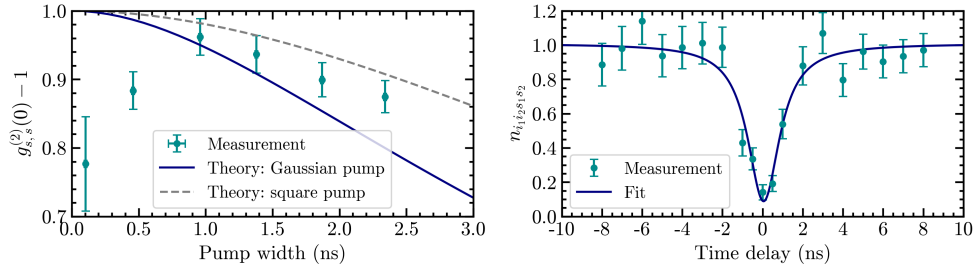 1.0
0.9
0.8
0.7
0.0 0.5 1.0 1.5 2.0 2.5 3.0
Pump width (ns)
g_{s,s}^{(2)}(0) − 1
Measurement
Theory: Gaussian pump
Theory: square pump
1.2
1.0
0.8
0.6
0.4
0.2
0.0
-10 -8 -6 -4 -2 0 2 4 6 8 10
Time delay (ns)
n_{i_1 i_2 s_1 s_2}
Measurement
Fit